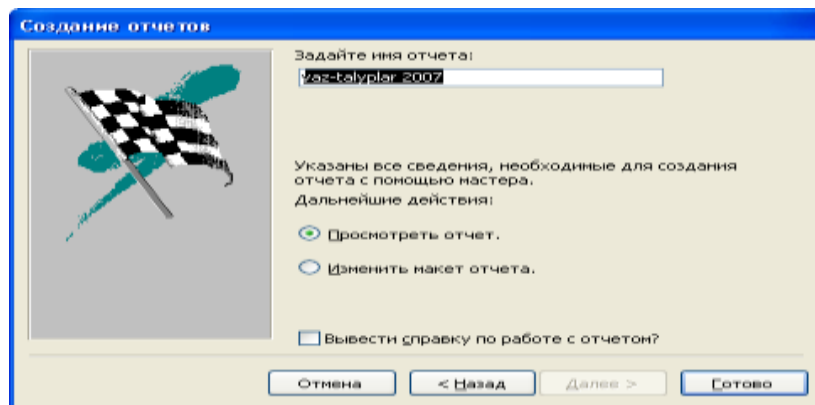 Создание отчетов
Задайте имя отчета:
yaz-talyplar 2007
Указаны все сведения, необходимые для создания
отчета с помощью мастера.
Дальнейшие действия:
Просмотреть отчет.
Изменить макет отчета.
Вывести справку по работе с отчетом?
Отмена
< Назад
Далее >
Готово